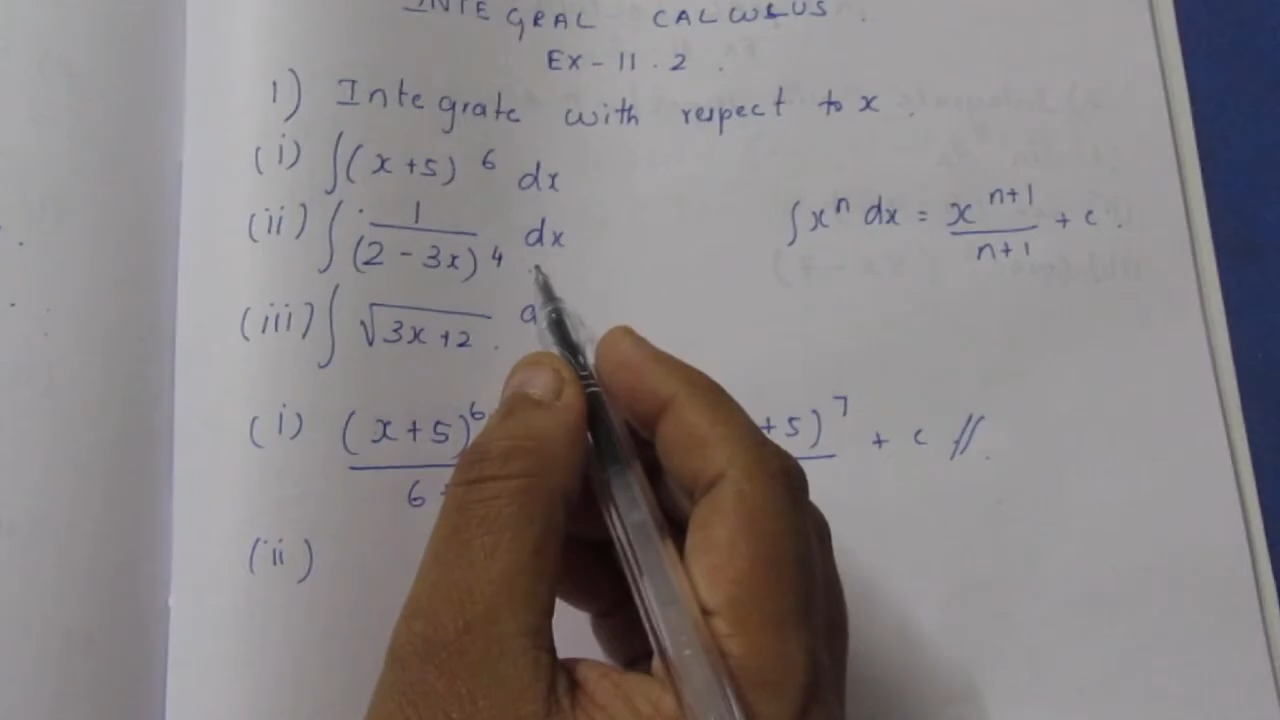 INTEGRAL CALCULUS.
EX-11.2.
1) Integrate with respect to x.
(i) ∫(x+5)⁶ dx
(ii) ∫ 1/(2-3x)⁴ dx
∫xⁿ dx = xⁿ⁺¹/n+1 + c.
(iii) ∫ √3x+2.
(i) (x+5)⁶ / 6 +5)⁷ + c //.
(ii)